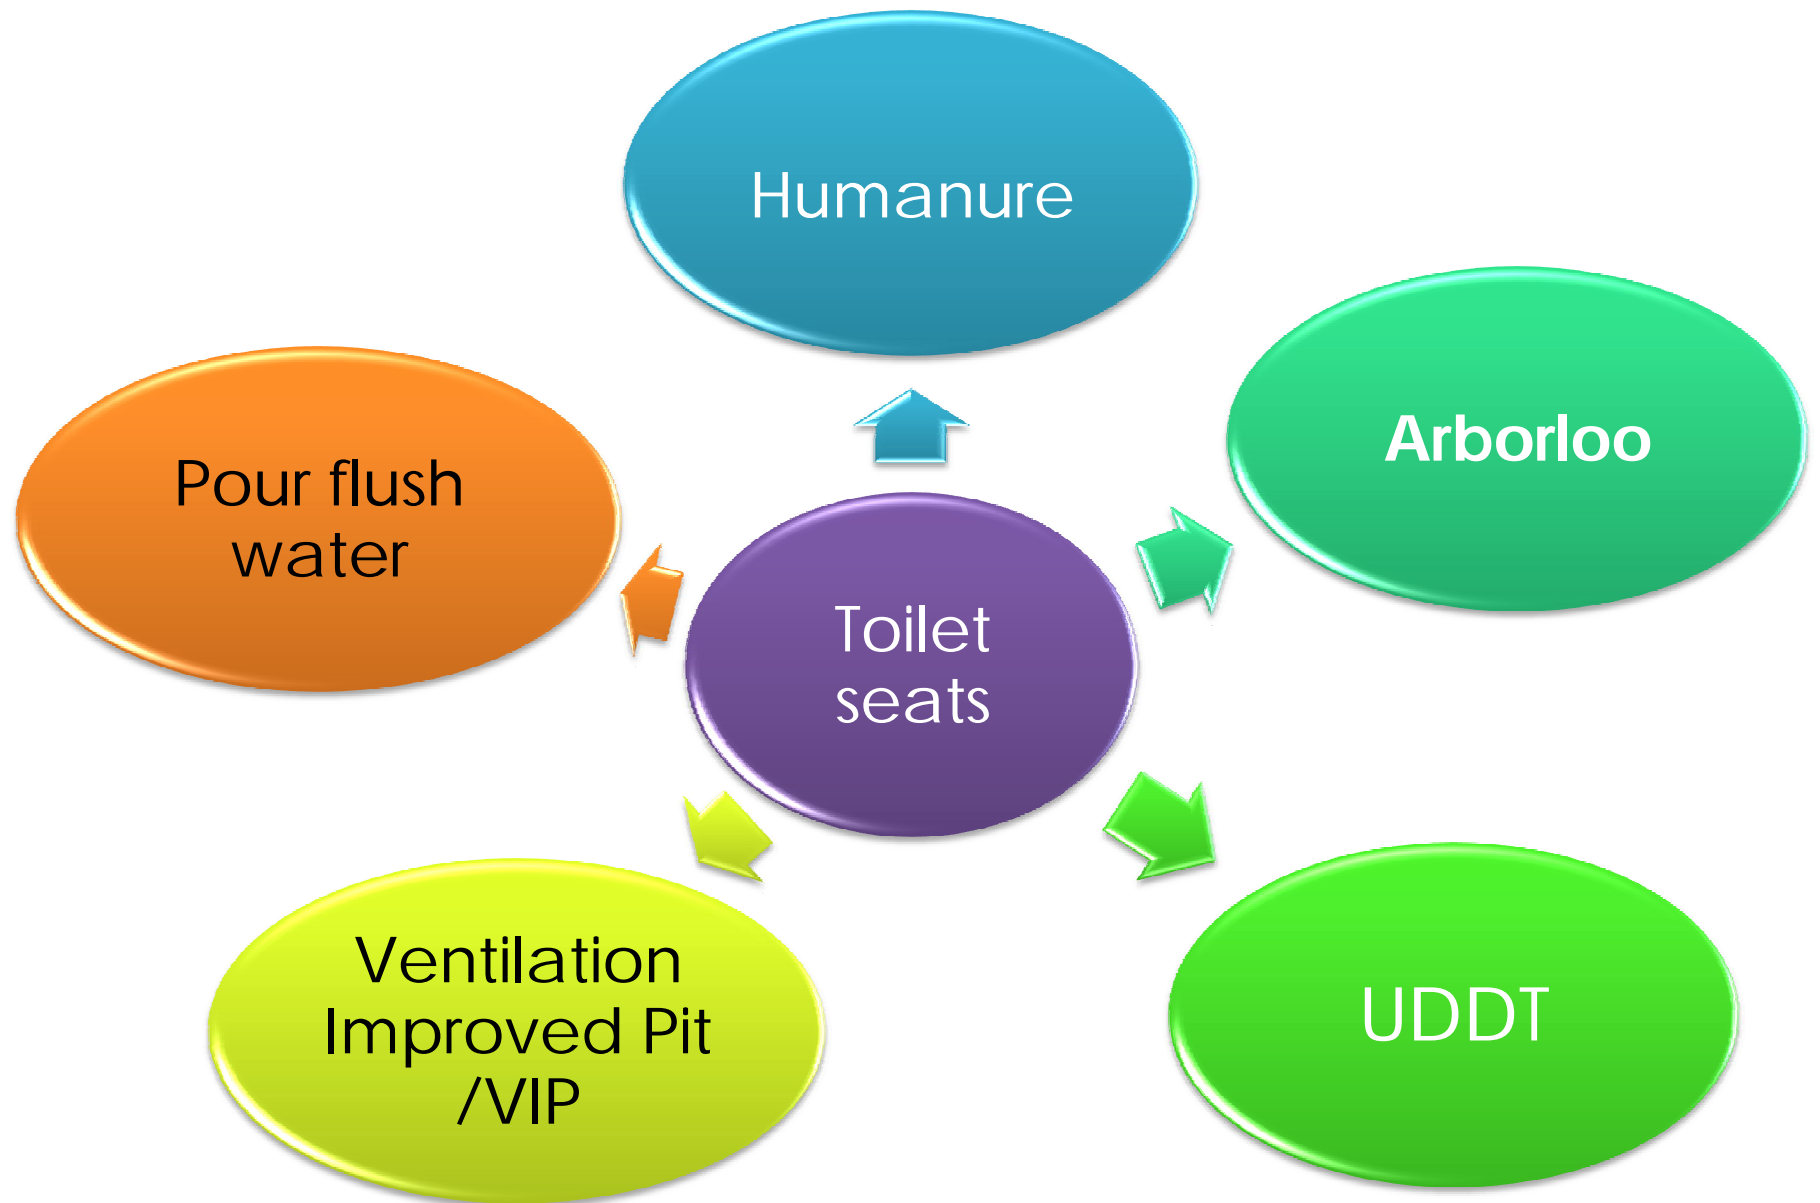 Humanure
Arborloo
Pour flush
water
Toilet
seats
Ventilation
Improved Pit
/VIP
UDDT